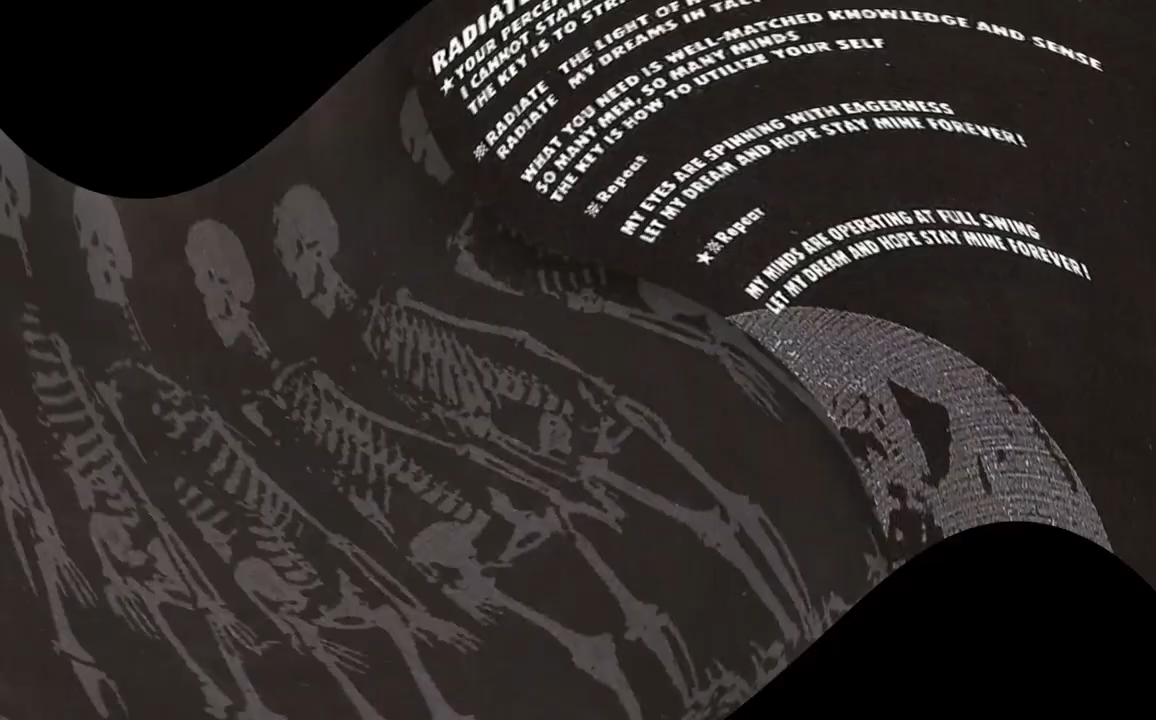 RADIATE
★YOUR PERCE
I CANNOT STAND
THE KEY IS TO STRI
※RADIATE THE LIGHT OF
RADIATE MY DREAMS IN TACT
WHAT YOU NEED IS WELL-MATCHED KNOWLEDGE AND SENSE
SO MANY MEN, SO MANY MINDS
THE KEY IS HOW TO UTILIZE YOUR SELF
※Repeat
MY EYES ARE SPINNING WITH EAGERNESS
LET MY DREAM AND HOPE STAY MINE FOREVER!
★※Repeat
MY MINDS ARE OPERATING AT FULL SWING
LET MY DREAM AND HOPE STAY MINE FOREVER!